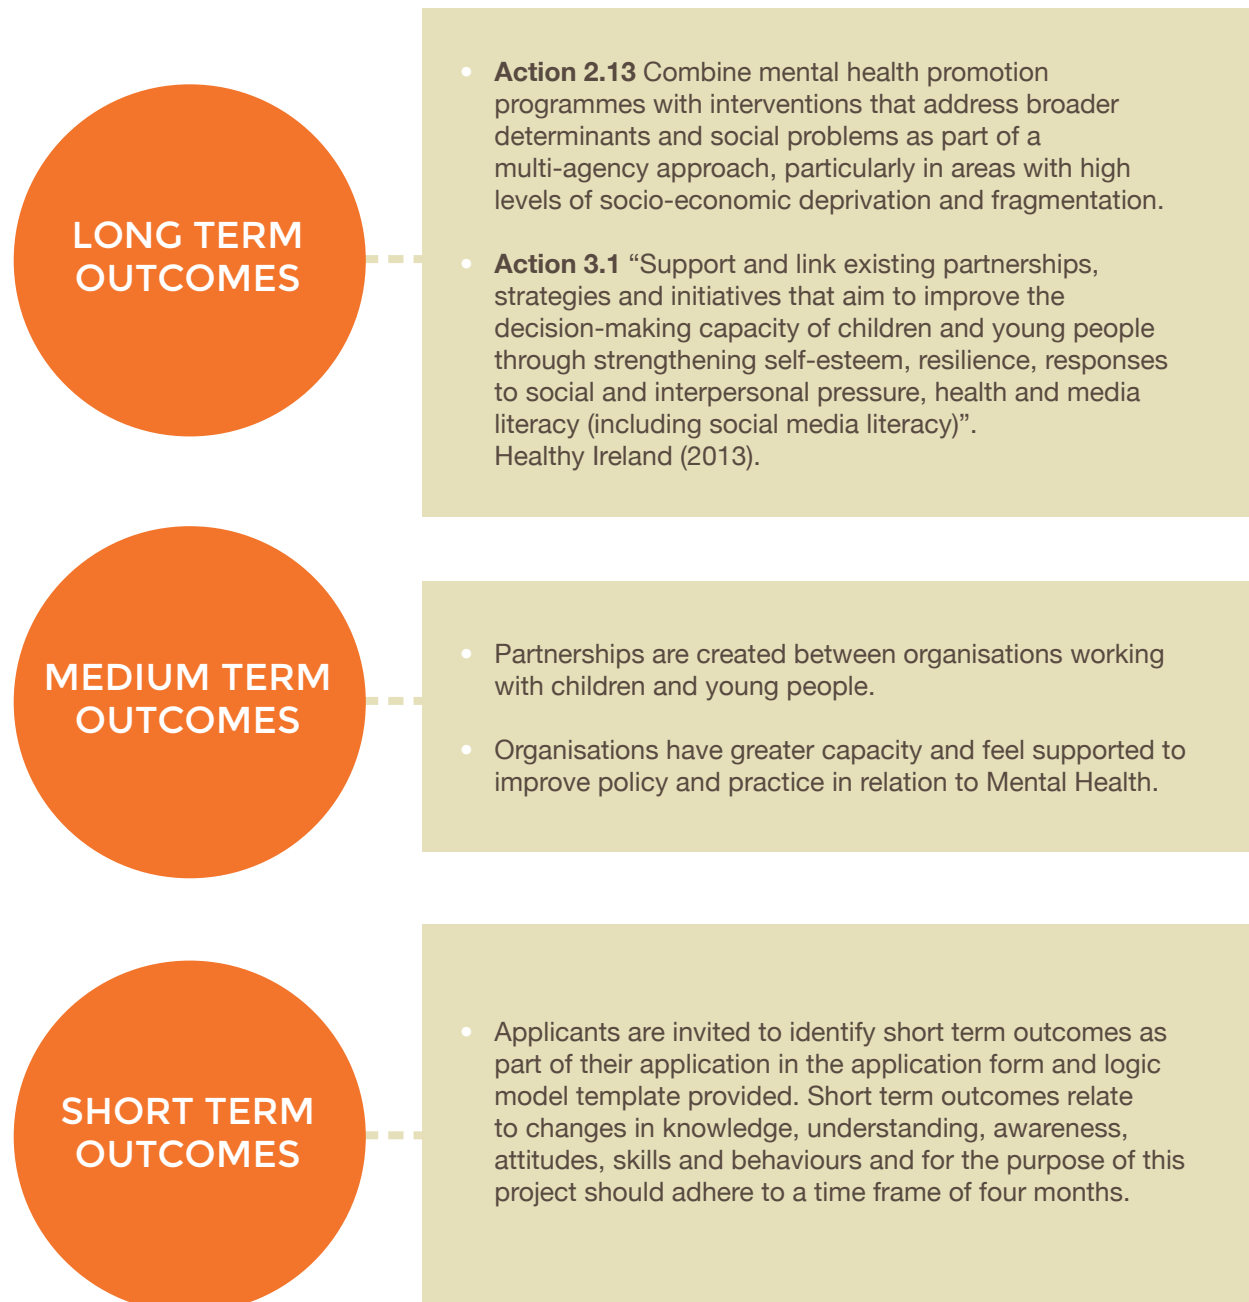 LONG TERM
OUTCOMES
• Action 2.13 Combine mental health promotion
programmes with interventions that address broader
determinants and social problems as part of a
multi-agency approach, particularly in areas with high
levels of socio-economic deprivation and fragmentation.
• Action 3.1 “Support and link existing partnerships,
strategies and initiatives that aim to improve the
decision-making capacity of children and young people
through strengthening self-esteem, resilience, responses
to social and interpersonal pressure, health and media
literacy (including social media literacy)”.
Healthy Ireland (2013).
MEDIUM TERM
OUTCOMES
• Partnerships are created between organisations working
with children and young people.
• Organisations have greater capacity and feel supported to
improve policy and practice in relation to Mental Health.
SHORT TERM
OUTCOMES
• Applicants are invited to identify short term outcomes as
part of their application in the application form and logic
model template provided. Short term outcomes relate
to changes in knowledge, understanding, awareness,
attitudes, skills and behaviours and for the purpose of this
project should adhere to a time frame of four months.